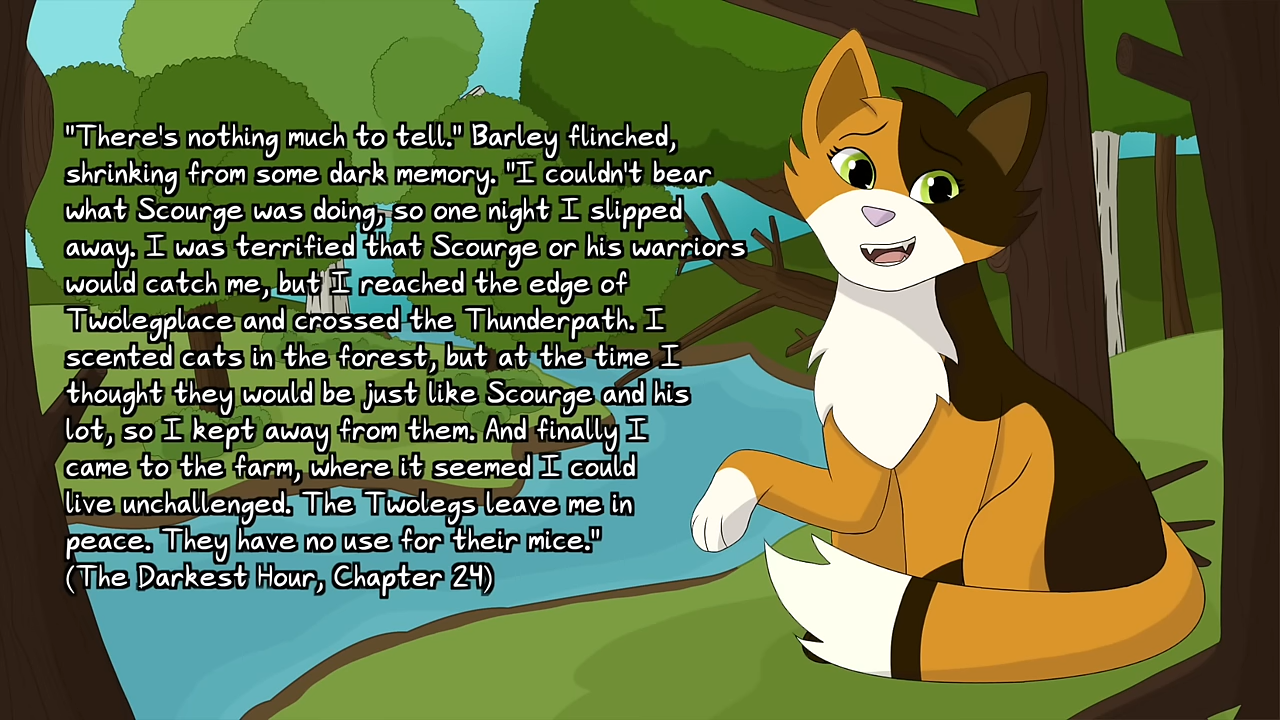 "There's nothing much to tell." Barley flinched,
shrinking from some dark memory. "I couldn't bear
what Scourge was doing, so one night I slipped
away. I was terrified that Scourge or his warriors
would catch me, but I reached the edge of
Twolegplace and crossed the Thunderpath. I
scented cats in the forest, but at the time I
thought they would be just like Scourge and his
lot, so I kept away from them. And finally I
came to the farm, where it seemed I could
live unchallenged. The Twolegs leave me in
peace. They have no use for their mice."
(The Darkest Hour, Chapter 24)